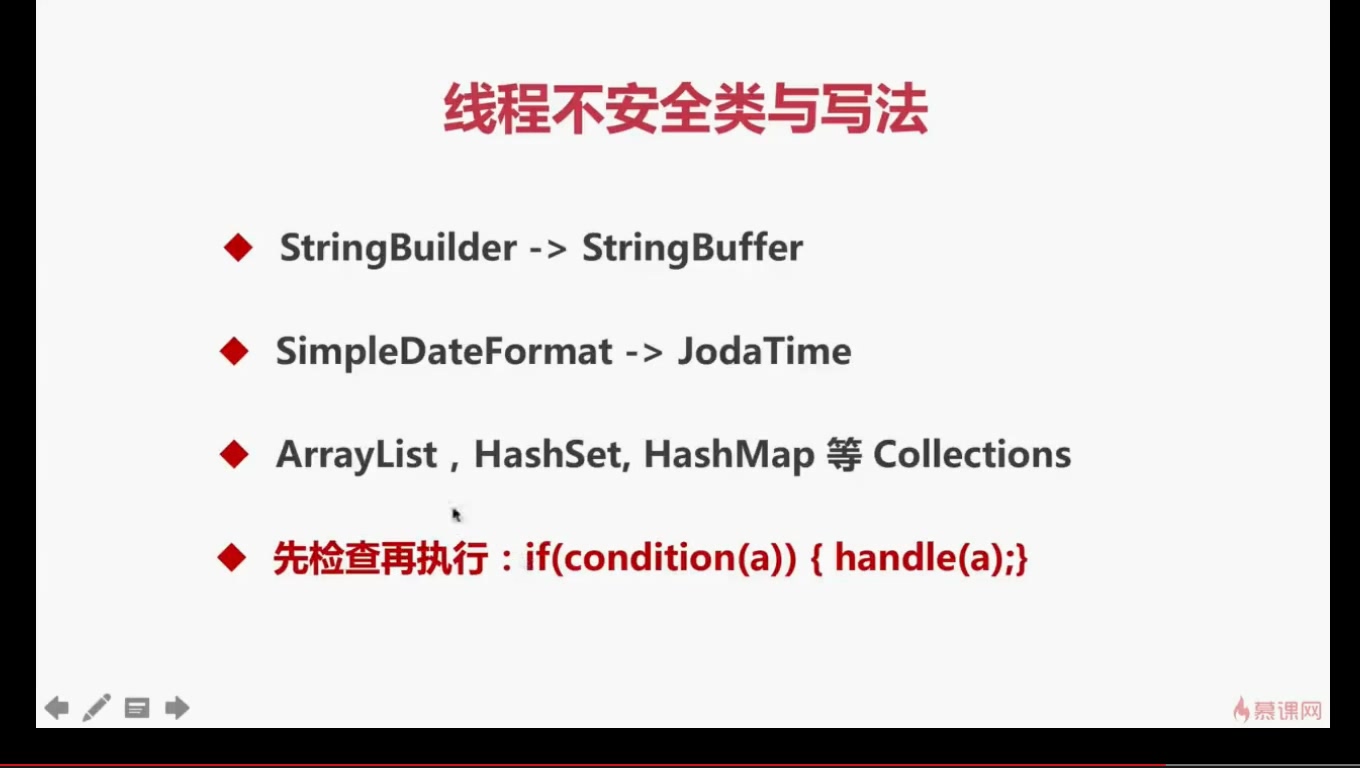 线程不安全类与写法
StringBuilder -> StringBuffer
SimpleDateFormat -> JodaTime
ArrayList，HashSet, HashMap 等 Collections
先检查再执行：if(condition(a)) { handle(a);}
慕课网